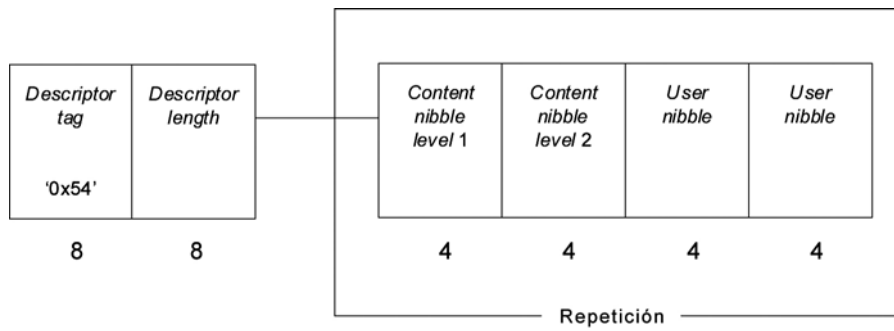 Descriptor tag
'0x54'
Descriptor length
Content nibble level 1
Content nibble level 2
User nibble
User nibble
8
8
4
4
4
4
Repetición